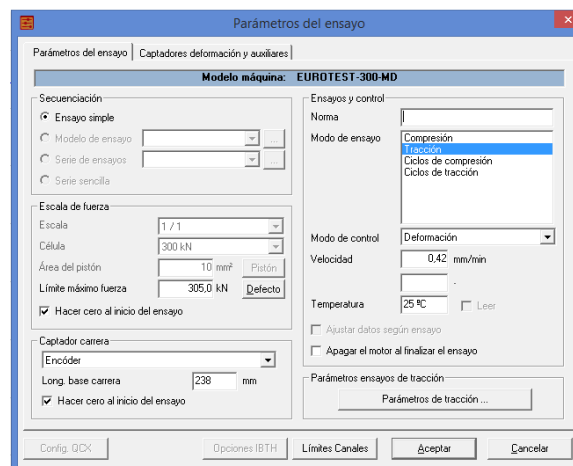 Parámetros del ensayo
Parámetros del ensayo
Captadores deformación y auxiliares
Modelo máquina: EUROTEST-300-MD
Secuenciación
Ensayo simple
Modelo de ensayo
...
Serie de ensayos
...
Serie sencilla
Escala de fuerza
Escala
1 / 1
Célula
300 kN
Área del pistón
10 mm²
Pistón
Límite máximo fuerza
305,0 kN
Defecto
Hacer cero al inicio del ensayo
Captador carrera
Encóder
Long. base carrera
238 mm
Hacer cero al inicio del ensayo
Ensayos y control
Norma
Modo de ensayo
Compresión
Tracción
Ciclos de compresión
Ciclos de tracción
Modo de control
Deformación
Velocidad
0,42 mm/min
-
Temperatura
25 ºC
Leer
Ajustar datos según ensayo
Apagar el motor al finalizar el ensayo
Parámetros ensayos de tracción
Parámetros de tracción ...
Config. QCX
Opciones IBTH
Límites Canales
Aceptar
Cancelar